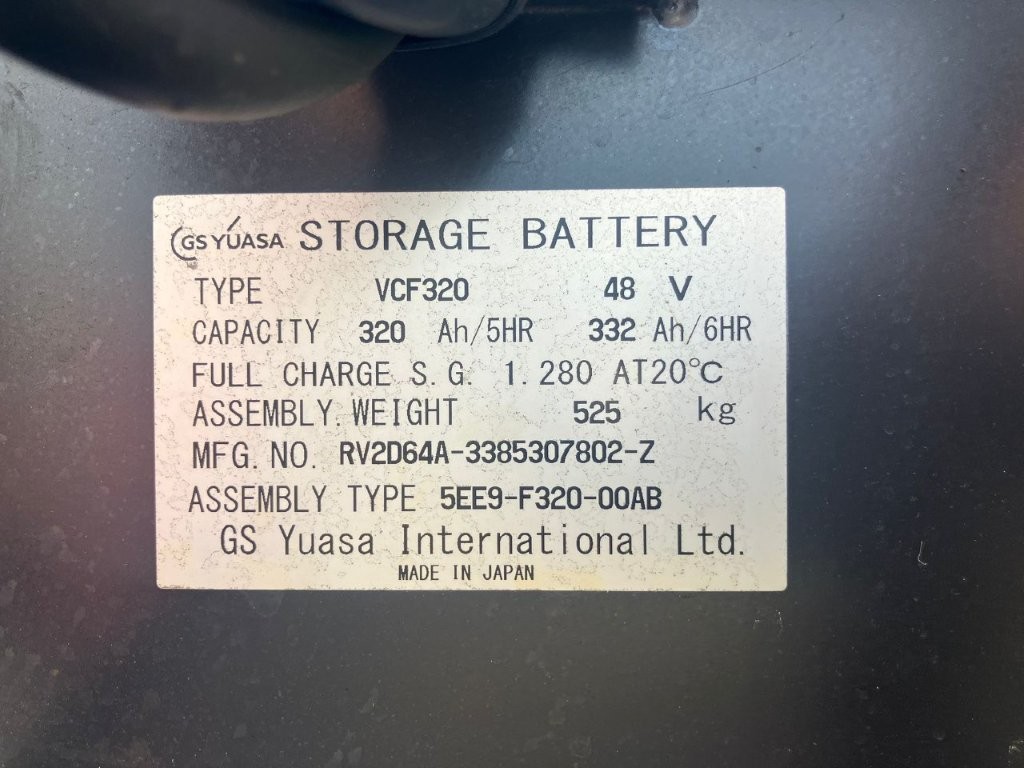 GS YUASA STORAGE BATTERY
TYPE VCF320 48 V
CAPACITY 320 Ah/5HR 332 Ah/6HR
FULL CHARGE S.G. 1.280 AT20℃
ASSEMBLY.WEIGHT 525 kg
MFG.NO. RV2D64A-3385307802-Z
ASSEMBLY TYPE 5EE9-F320-00AB
GS Yuasa International Ltd.
MADE IN JAPAN